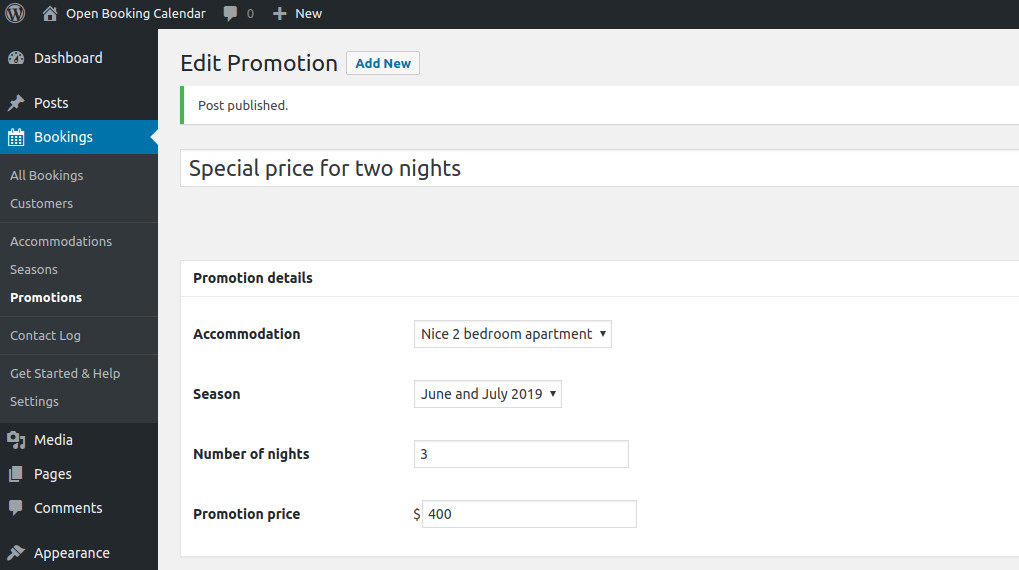 Open Booking Calendar 0 New
Dashboard
Posts
Bookings
All Bookings
Customers
Accommodations
Seasons
Promotions
Contact Log
Get Started & Help
Settings
Media
Pages
Comments
Appearance
Edit Promotion Add New
Post published.
Special price for two nights
Promotion details
Accommodation Nice 2 bedroom apartment
Season June and July 2019
Number of nights 3
Promotion price $ 400